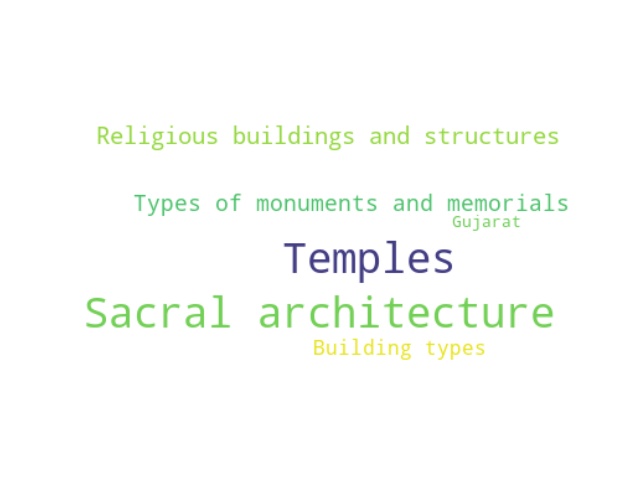 Religious buildings and structures
Types of monuments and memorials
Gujarat
Temples
Sacral architecture
Building types